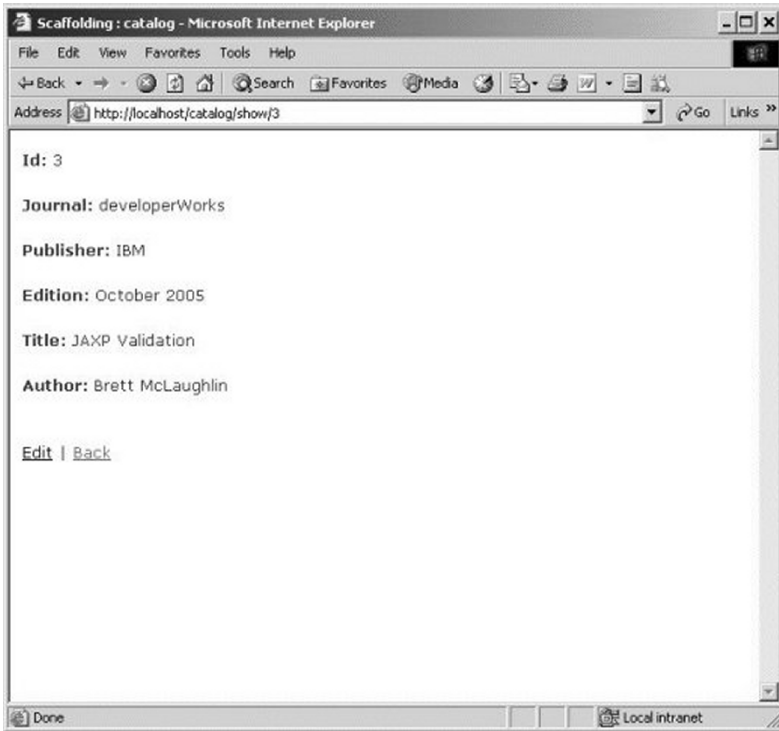 Scaffolding : catalog - Microsoft Internet Explorer
File Edit View Favorites Tools Help
Back Search Favorites Media
Address http://localhost/catalog/show/3 Go Links »
Id: 3
Journal: developerWorks
Publisher: IBM
Edition: October 2005
Title: JAXP Validation
Author: Brett McLaughlin
Edit | Back
Done Local intranet